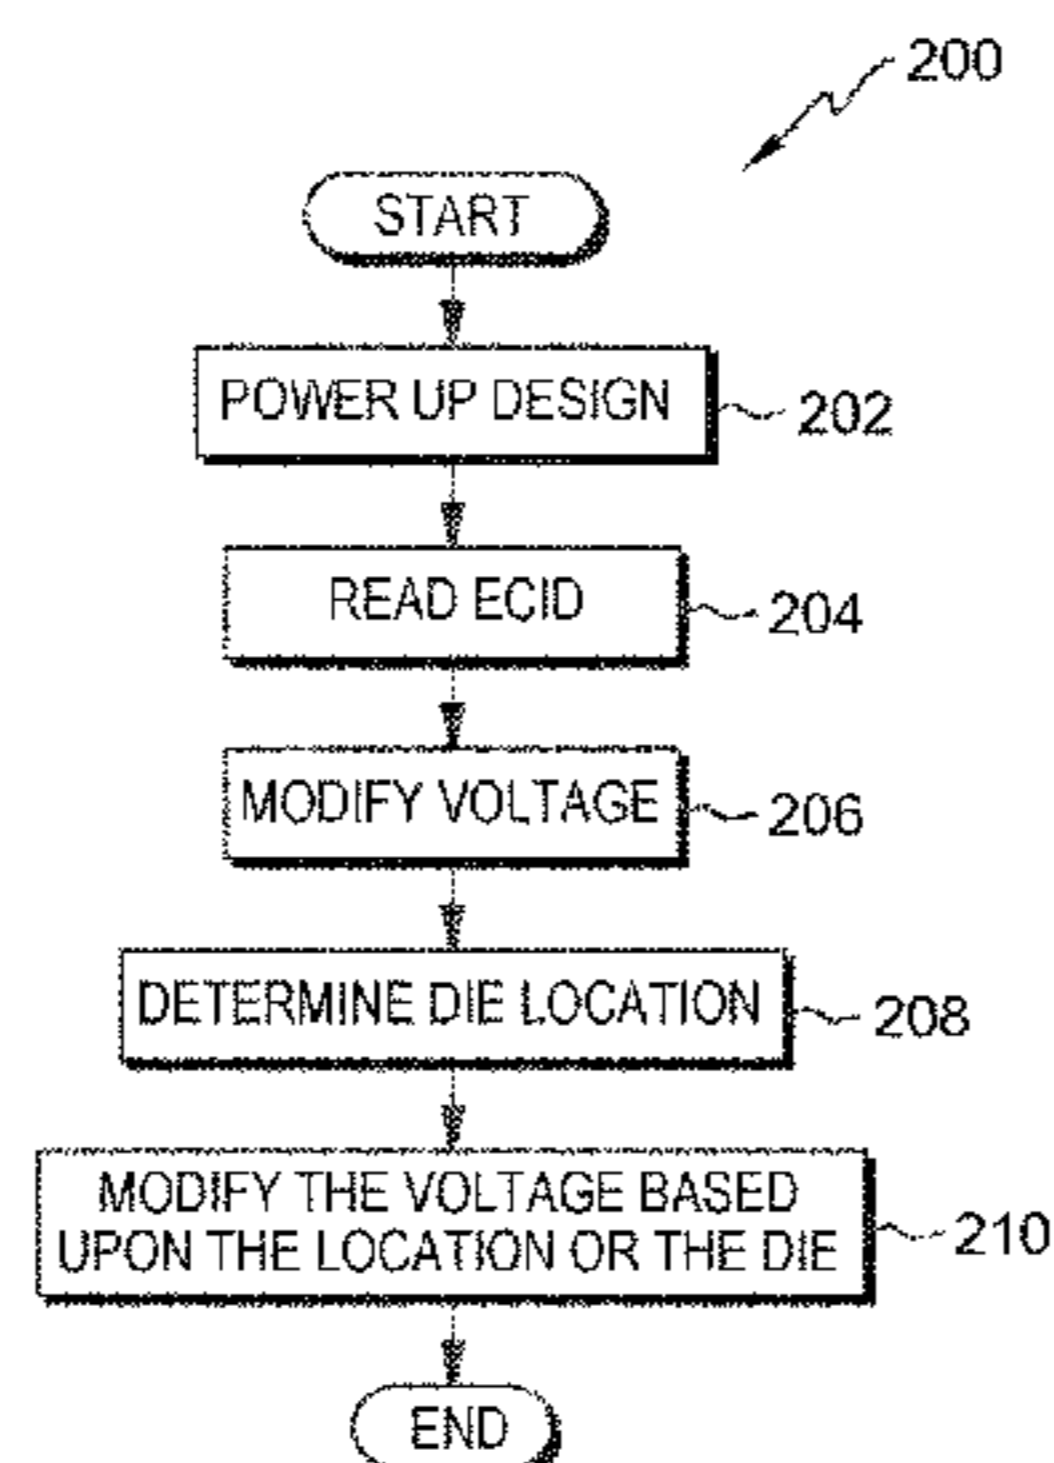 200
START
POWER UP DESIGN
202
READ ECID
204
MODIFY VOLTAGE
206
DETERMINE DIE LOCATION
208
MODIFY THE VOLTAGE BASED
UPON THE LOCATION OR THE DIE
210
END